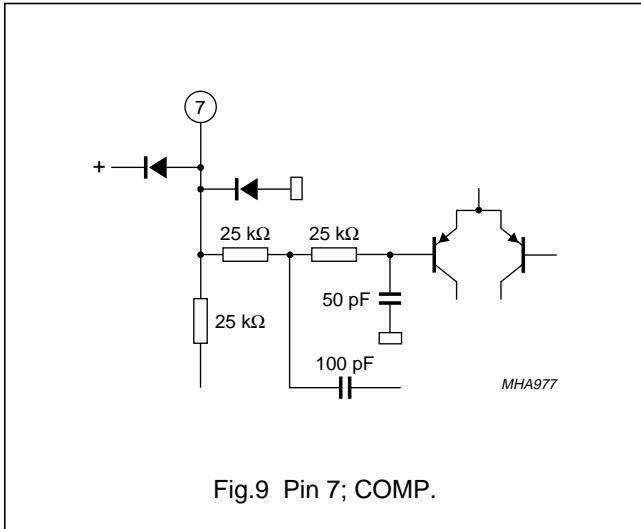 7
+
25 kΩ 25 kΩ
50 pF
25 kΩ
100 pF
MHA977
Fig.9 Pin 7; COMP.